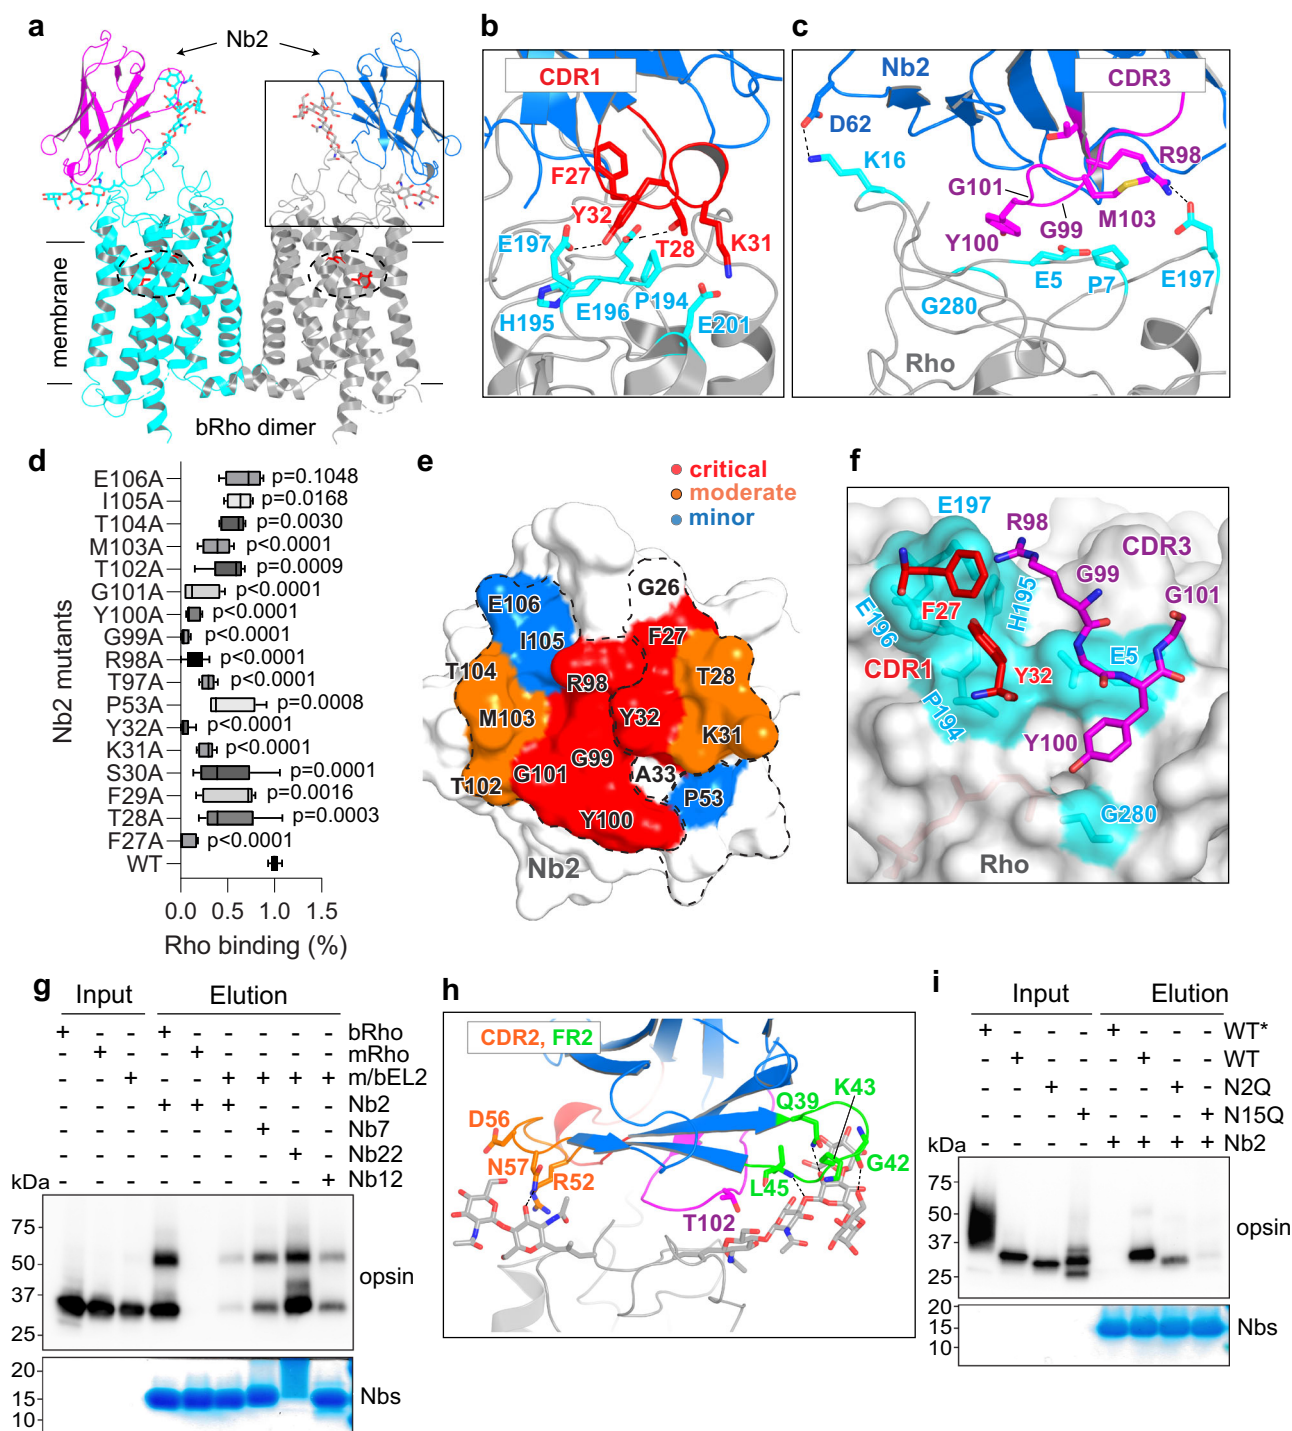 a
Nb2
membrane
bRho dimer
b
CDR1
F27
Y32
T28
K31
E197
P194
H195
E196
E201
c
Nb2
CDR3
D62
K16
R98
G101
M103
G99
Y100
E5
P7
E197
G280
Rho
d
Nb2 mutants
E106A p=0.1048
I105A p=0.0168
T104A p=0.0030
M103A p<0.0001
T102A p=0.0009
G101A p<0.0001
Y100A p<0.0001
G99A p<0.0001
R98A p<0.0001
T97A p<0.0001
P53A p=0.0008
Y32A p<0.0001
K31A p<0.0001
S30A p=0.0001
F29A p=0.0016
T28A p=0.0003
F27A p<0.0001
WT
0.0 0.5 1.0 1.5
Rho binding (%)
e
critical
moderate
minor
G26
E106
F27
I105
T104
R98
T28
M103
Y32
K31
G99
T102
G101
A33
P53
Y100
Nb2
f
E197
R98
CDR3
G99
G101
F27
H195
E196
CDR1
E5
Y32
P194
Y100
G280
Rho
g
Input Elution
+ - - + - - - - - bRho
- + - - + - - - - mRho
- - + - - + + + + m/bEL2
- - - + + + - - - Nb2
- - - - - - + - - Nb7
- - - - - - - + - Nb22
- - - - - - - - + Nb12
kDa
75
50
37
25
opsin
20
15
10
Nbs
h
CDR2, FR2
K43
Q39
D56
N57
R52
G42
L45
T102
i
Input Elution
+ - - - + - - - WT*
- + - - - + - - WT
- - + - - - + - N2Q
- - - + - - - + N15Q
- - - - + + + + Nb2
kDa
75
50
37
25
opsin
20
15
10
Nbs